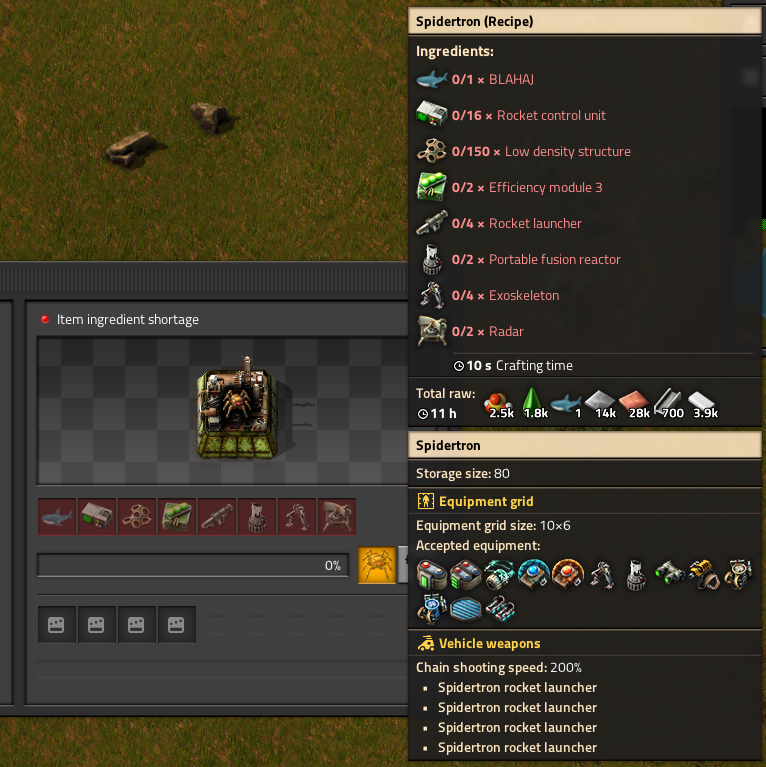 Spidertron (Recipe)
Ingredients:
0/1 × BLAHAJ
0/16 × Rocket control unit
0/150 × Low density structure
0/2 × Efficiency module 3
0/4 × Rocket launcher
0/2 × Portable fusion reactor
0/4 × Exoskeleton
0/2 × Radar
10 s Crafting time
Total raw:
11 h
2.5k 1.8k 1 14k 28k 700 3.9k
Spidertron
Storage size: 80
Equipment grid
Equipment grid size: 10×6
Accepted equipment:
Vehicle weapons
Chain shooting speed: 200%
▪ Spidertron rocket launcher
▪ Spidertron rocket launcher
▪ Spidertron rocket launcher
▪ Spidertron rocket launcher
Item ingredient shortage
0%